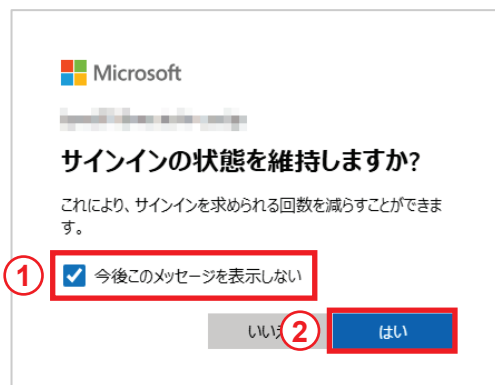 Microsoft
サインインの状態を維持しますか?
これにより、サインインを求められる回数を減らすことができま
す。
① 今後このメッセージを表示しない
② はい